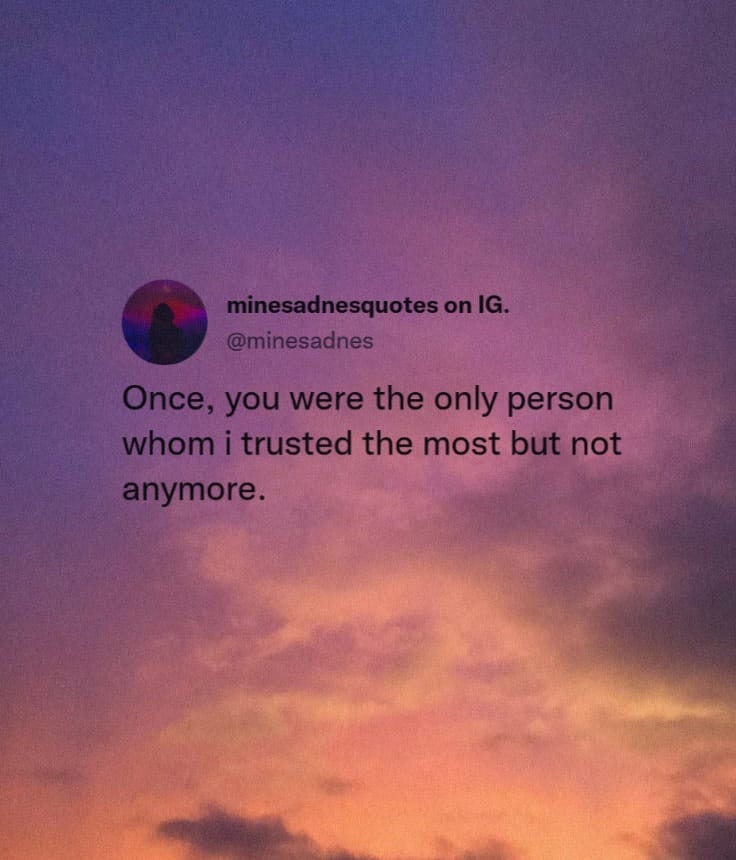 minesadnesquotes on IG.
@minesadnes
Once, you were the only person
whom i trusted the most but not
anymore.